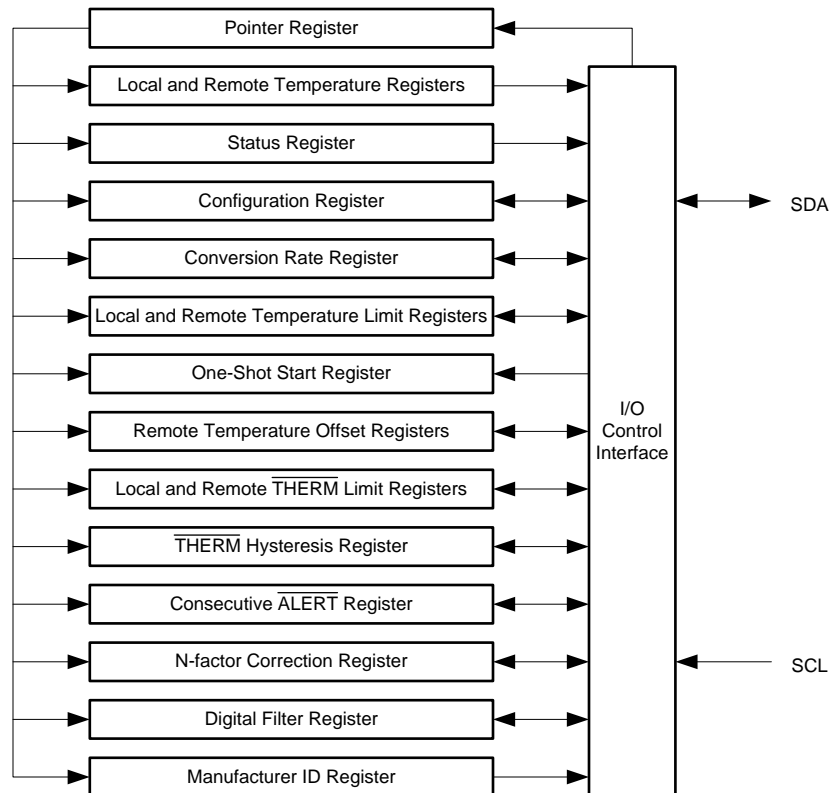 Pointer Register
Local and Remote Temperature Registers
Status Register
Configuration Register
SDA
Conversion Rate Register
Local and Remote Temperature Limit Registers
One-Shot Start Register
I/O
Control
Interface
Remote Temperature Offset Registers
Local and Remote THERM Limit Registers
THERM Hysteresis Register
Consecutive ALERT Register
N-factor Correction Register
SCL
Digital Filter Register
Manufacturer ID Register